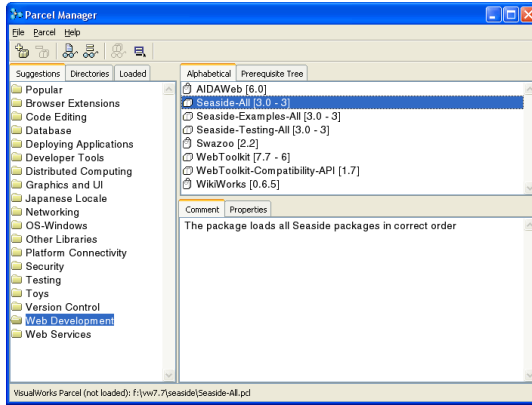 Parcel Manager
File Parcel Help
Suggestions Directories Loaded
Popular
Browser Extensions
Code Editing
Database
Deploying Applications
Developer Tools
Distributed Computing
Graphics and UI
Japanese Locale
Networking
OS-Windows
Other Libraries
Platform Connectivity
Security
Testing
Toys
Version Control
Web Development
Web Services
Alphabetical Prerequisite Tree
AIDAWeb [6.0]
Seaside-All [3.0 - 3]
Seaside-Examples-All [3.0 - 3]
Seaside-Testing-All [3.0 - 3]
Swazoo [2.2]
WebToolkit [7.7 - 6]
WebToolkit-Compatibility-API [1.7]
WikiWorks [0.6.5]
Comment Properties
The package loads all Seaside packages in correct order
VisualWorks Parcel (not loaded): f:\vw7.7\seaside\Seaside-All.pcl